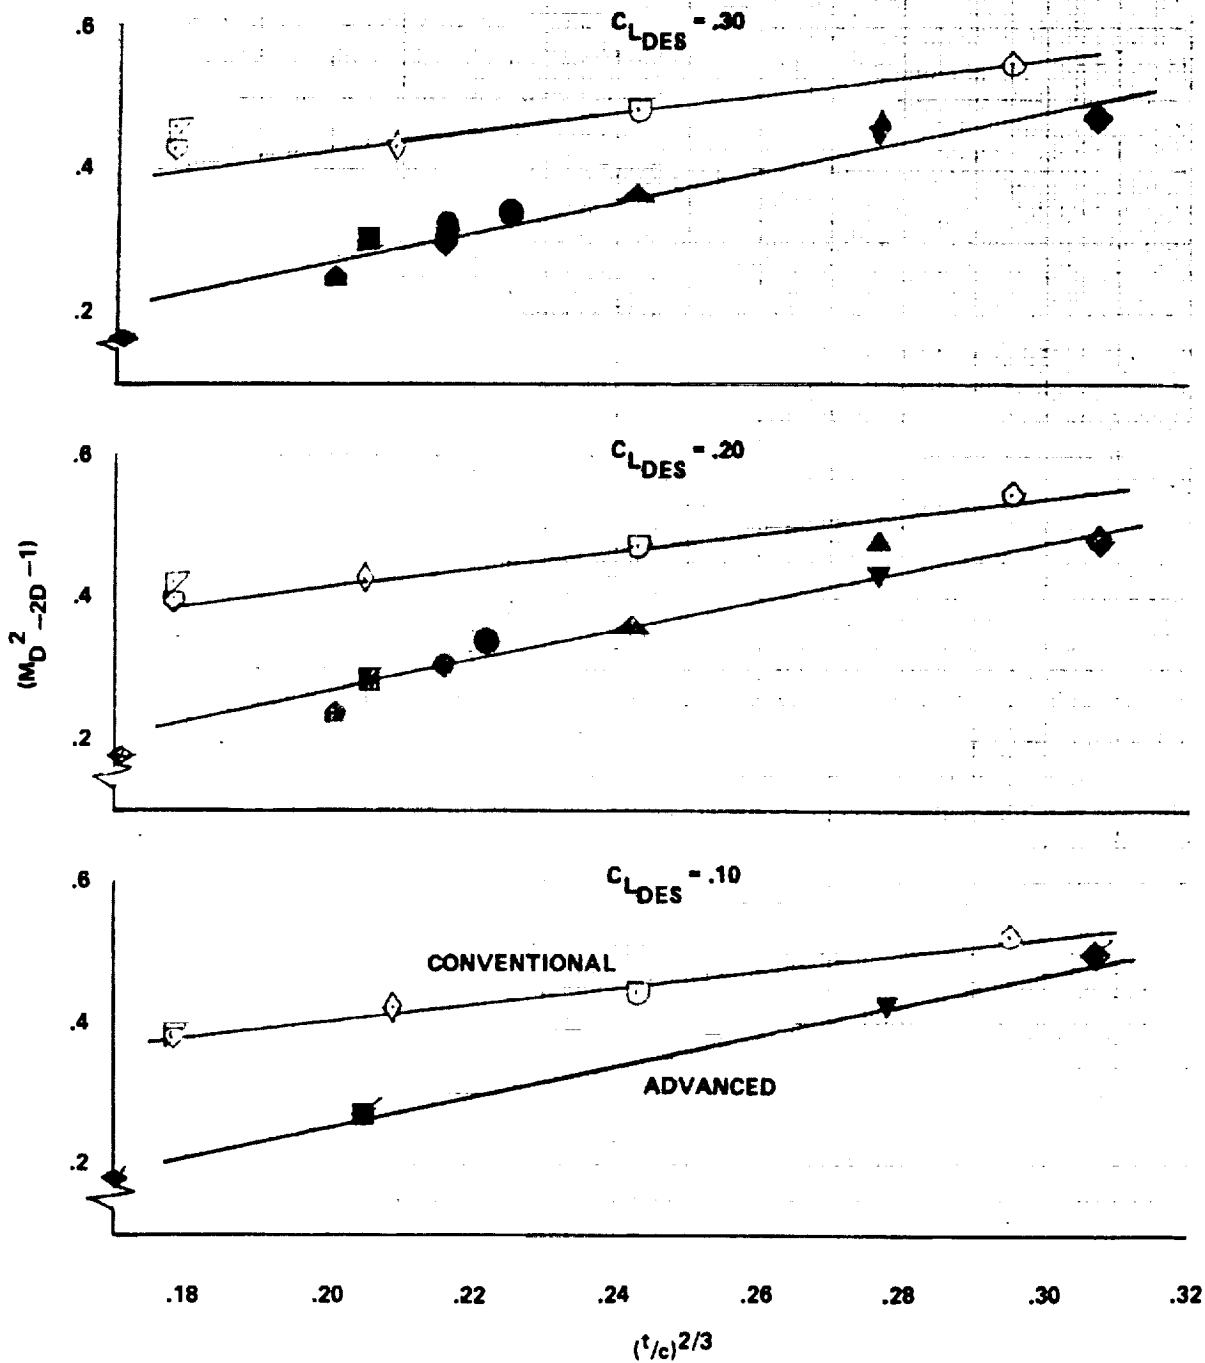 C_L_DES = .30
.6
.4
.2
C_L_DES = .20
.6
.4
.2
(M_D^2_-2D -1)
C_L_DES = .10
.6
CONVENTIONAL
.4
ADVANCED
.2
.18 .20 .22 .24 .26 .28 .30 .32
(t/c)^2/3